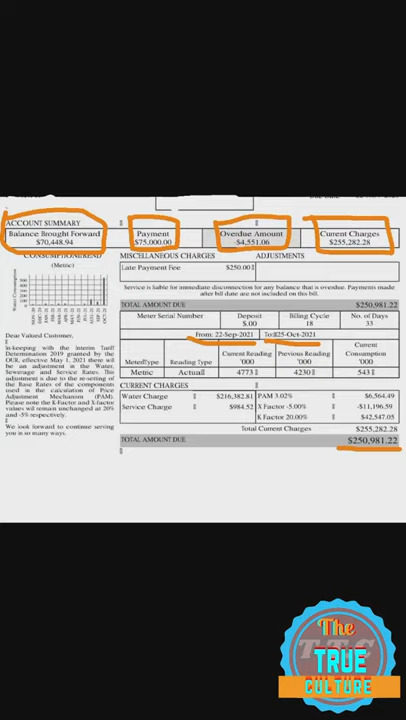 ACCOUNT SUMMARY
Balance Brought Forward Payment Overdue Amount Current Charges
$70,448.94 $75,000.00 -$4,551.06 $255,282.28
CONSUMPTION TREND MISCELLANEOUS CHARGES ADJUSTMENTS
(Metric)
Late Payment Fee $250.00
Service is liable for immediate disconnection for any balance that is overdue. Payments made
after bill date are not included on this bill.
TOTAL AMOUNT DUE $250,981.22
Meter Serial Number Deposit Billing Cycle No. of Days
$.00 18 33
From: 22-Sep-2021 To: 25-Oct-2021
Current
Current Reading Previous Reading Consumption
MeterType Reading Type '000 '000 '000
Metric Actual 4773 4230 543
CURRENT CHARGES
Water Charge $216,382.81 PAM 3.02% $6,564.49
Service Charge $984.52 X Factor -5.00% -$11,196.59
K Factor 20.00% $42,547.05
Total Current Charges $255,282.28
TOTAL AMOUNT DUE $250,981.22
Dear Valued Customer,
In-keeping with the Interim Tariff
Determination 2019 granted by the
OUR, effective May 1, 2021 there wil
be an adjustment in the Water,
Sewerage and Service Rates. This
adjustment is due to the re-setting of
the Base Rates of the components
used in the calculation of Price
Adjustment Mechanism (PAM).
Please note the K-Factor and X-factor
values wil remain unchanged at 20%
and -5% respectively.
We look forward to continue serving
you is so many ways.
The
TRUE
CULTURE